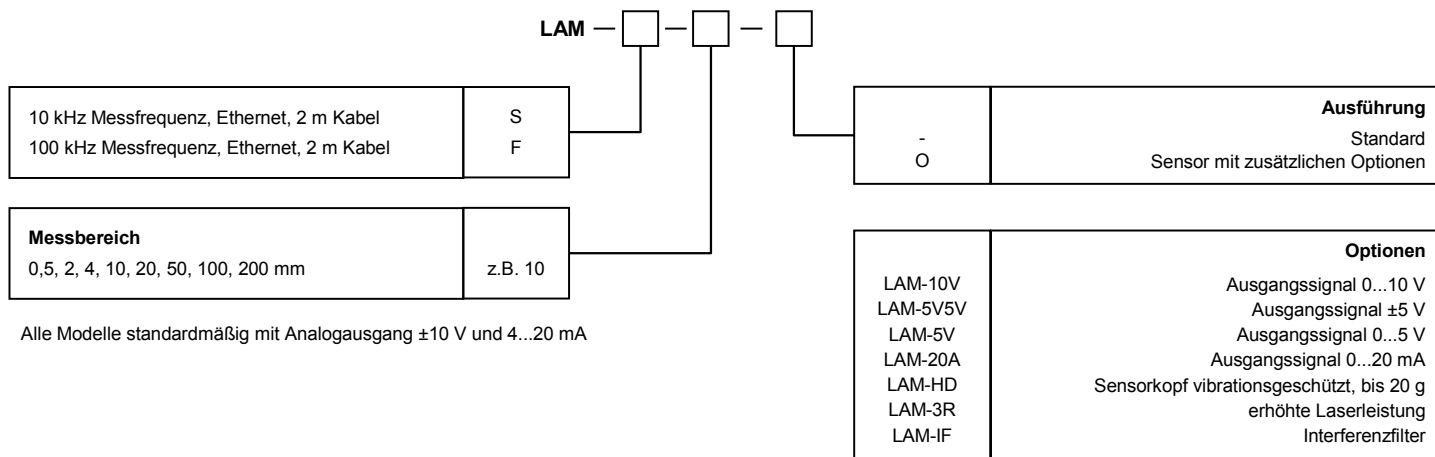 LAM — —
10 kHz Messfrequenz, Ethernet, 2 m Kabel S
100 kHz Messfrequenz, Ethernet, 2 m Kabel F
Messbereich
0,5, 2, 4, 10, 20, 50, 100, 200 mm z.B. 10
Alle Modelle standardmäßig mit Analogausgang ±10 V und 4...20 mA
Ausführung
- Standard
O Sensor mit zusätzlichen Optionen
Optionen
LAM-10V Ausgangssignal 0...10 V
LAM-5V5V Ausgangssignal ±5 V
LAM-5V Ausgangssignal 0...5 V
LAM-20A Ausgangssignal 0...20 mA
LAM-HD Sensorkopf vibrationsgeschützt, bis 20 g
LAM-3R erhöhte Laserleistung
LAM-IF Interferenzfilter